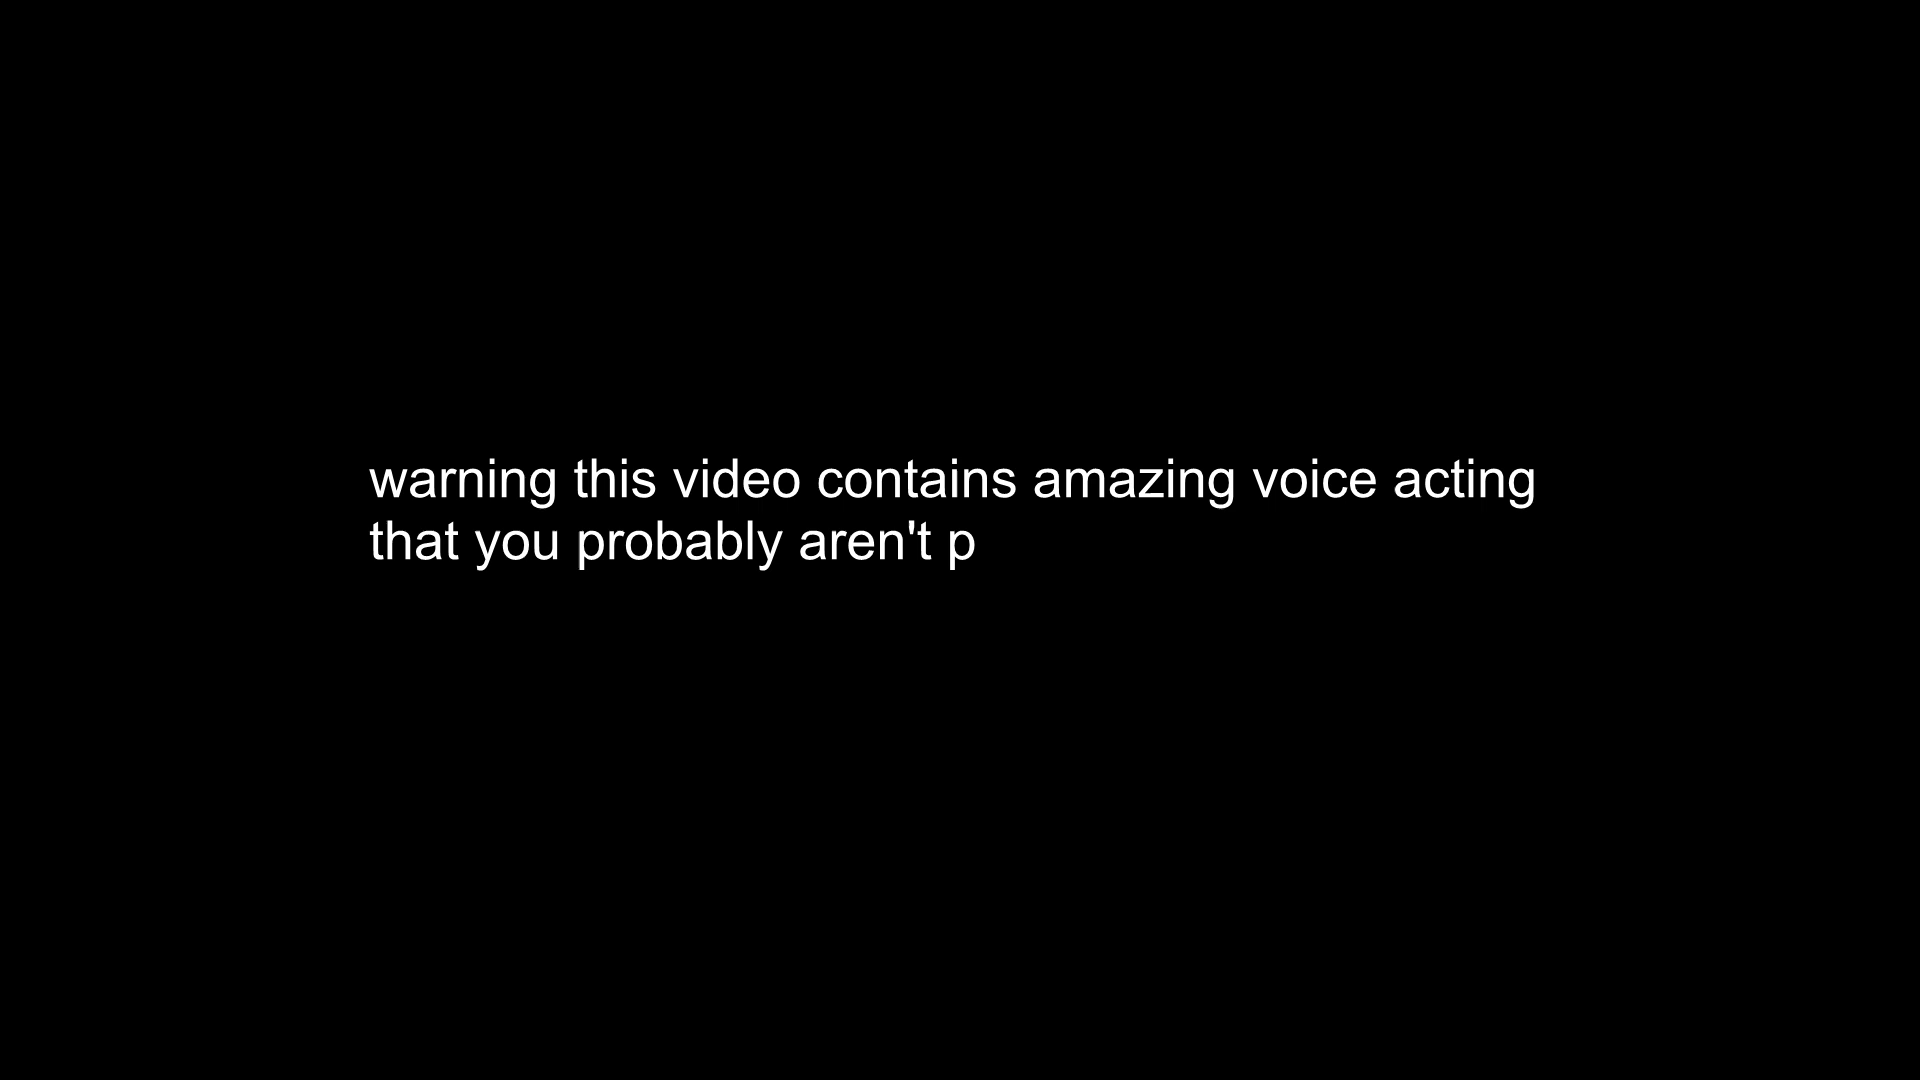 warning this video contains amazing voice acting
that you probably aren't p